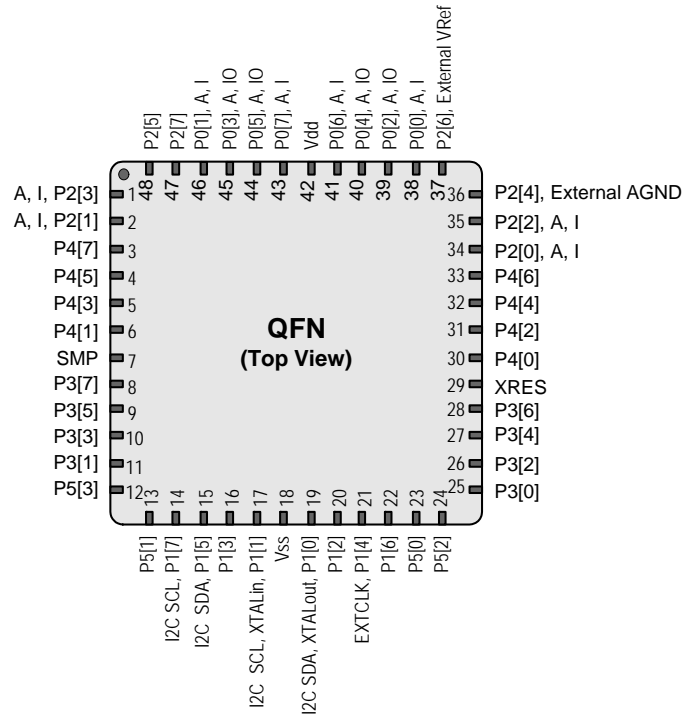 P2[5]
P2[7]
P0[1], A, I
P0[3], A, IO
P0[5], A, IO
P0[7], A, I
Vdd
P0[6], A, I
P0[4], A, IO
P0[2], A, IO
P0[0], A, I
P2[6], External VRef
48
47
46
45
44
43
42
41
40
39
38
37
A, I, P2[3] 1
A, I, P2[1] 2
P4[7] 3
P4[5] 4
P4[3] 5
P4[1] 6
SMP 7
P3[7] 8
P3[5] 9
P3[3] 10
P3[1] 11
P5[3] 12
QFN
(Top View)
36 P2[4], External AGND
35 P2[2], A, I
34 P2[0], A, I
33 P4[6]
32 P4[4]
31 P4[2]
30 P4[0]
29 XRES
28 P3[6]
27 P3[4]
26 P3[2]
25 P3[0]
13
14
15
16
17
18
19
20
21
22
23
24
P5[1]
I2C SCL, P1[7]
I2C SDA, P1[5]
P1[3]
I2C SCL, XTALin, P1[1]
Vss
I2C SDA, XTALout, P1[0]
P1[2]
EXTCLK, P1[4]
P1[6]
P5[0]
P5[2]